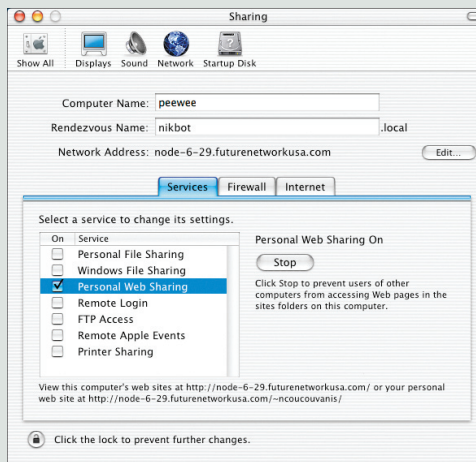 Sharing
Show All Displays Sound Network Startup Disk
Computer Name: peewee
Rendezvous Name: nikbot .local
Network Address: node-6-29.futurenetworkusa.com Edit...
Services Firewall Internet
Select a service to change its settings.
On Service
Personal File Sharing
Windows File Sharing
Personal Web Sharing
Remote Login
FTP Access
Remote Apple Events
Printer Sharing
Personal Web Sharing On
Stop
Click Stop to prevent users of other
computers from accessing Web pages in the
sites folders on this computer.
View this computer's web sites at http://node-6-29.futurenetworkusa.com/ or your personal
web site at http://node-6-29.futurenetworkusa.com/~ncoucouvanis/
Click the lock to prevent further changes.